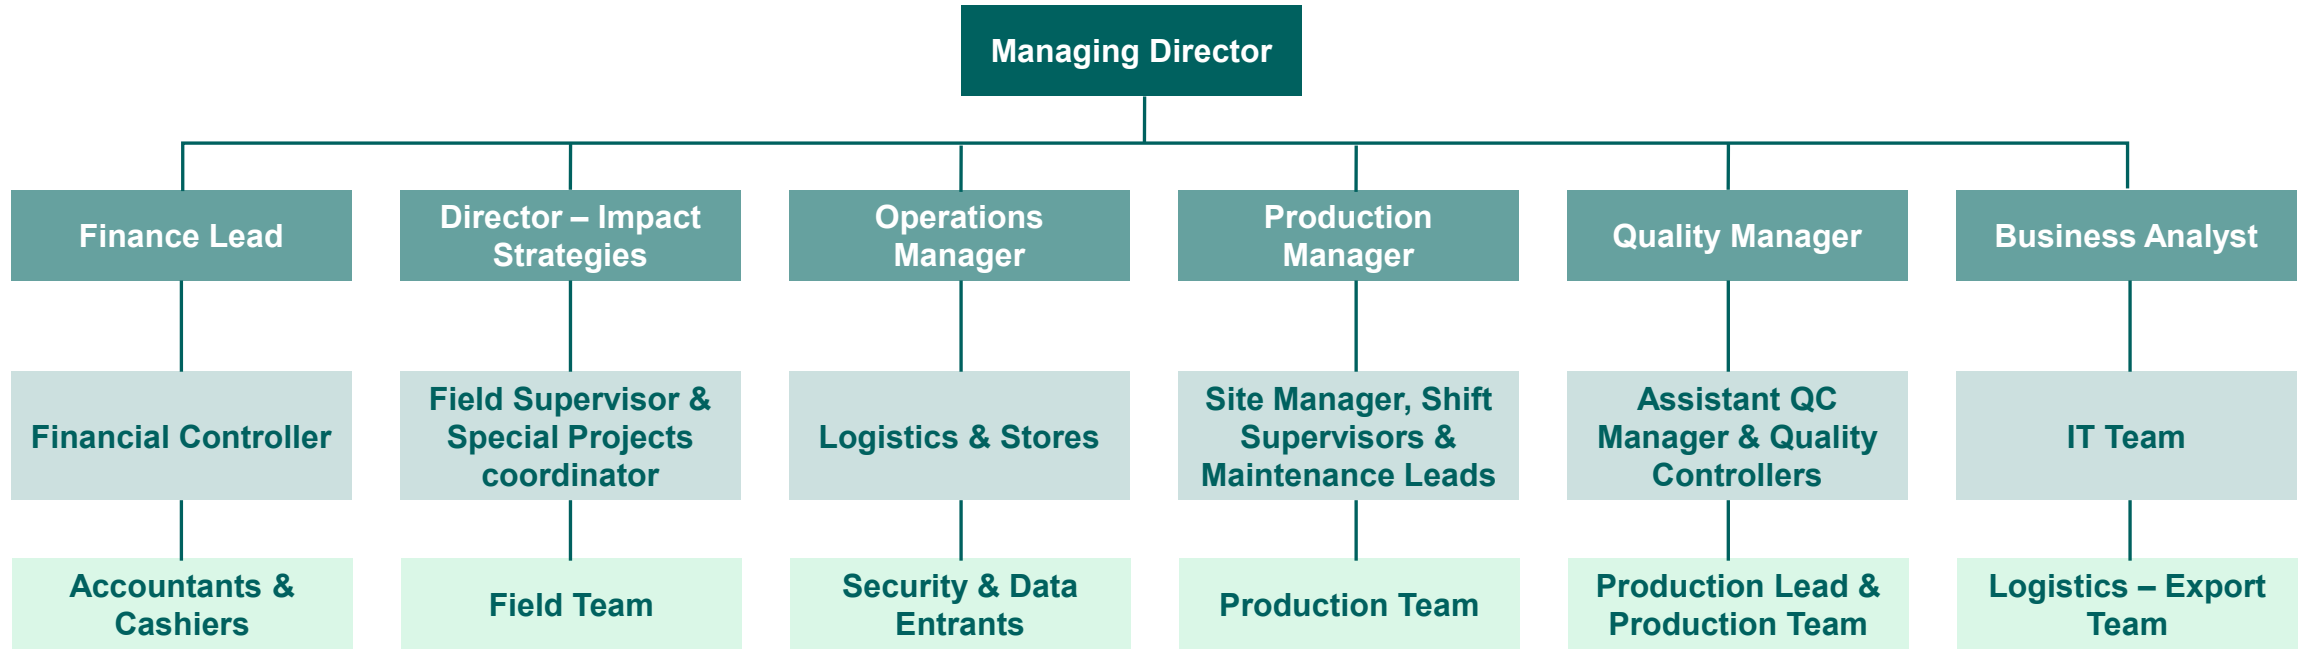 Managing Director
Finance Lead
Director – Impact
Strategies
Operations
Manager
Production
Manager
Quality Manager
Business Analyst
Financial Controller
Field Supervisor &
Special Projects
coordinator
Logistics & Stores
Site Manager, Shift
Supervisors &
Maintenance Leads
Assistant QC
Manager & Quality
Controllers
IT Team
Accountants &
Cashiers
Field Team
Security & Data
Entrants
Production Team
Production Lead &
Production Team
Logistics – Export
Team